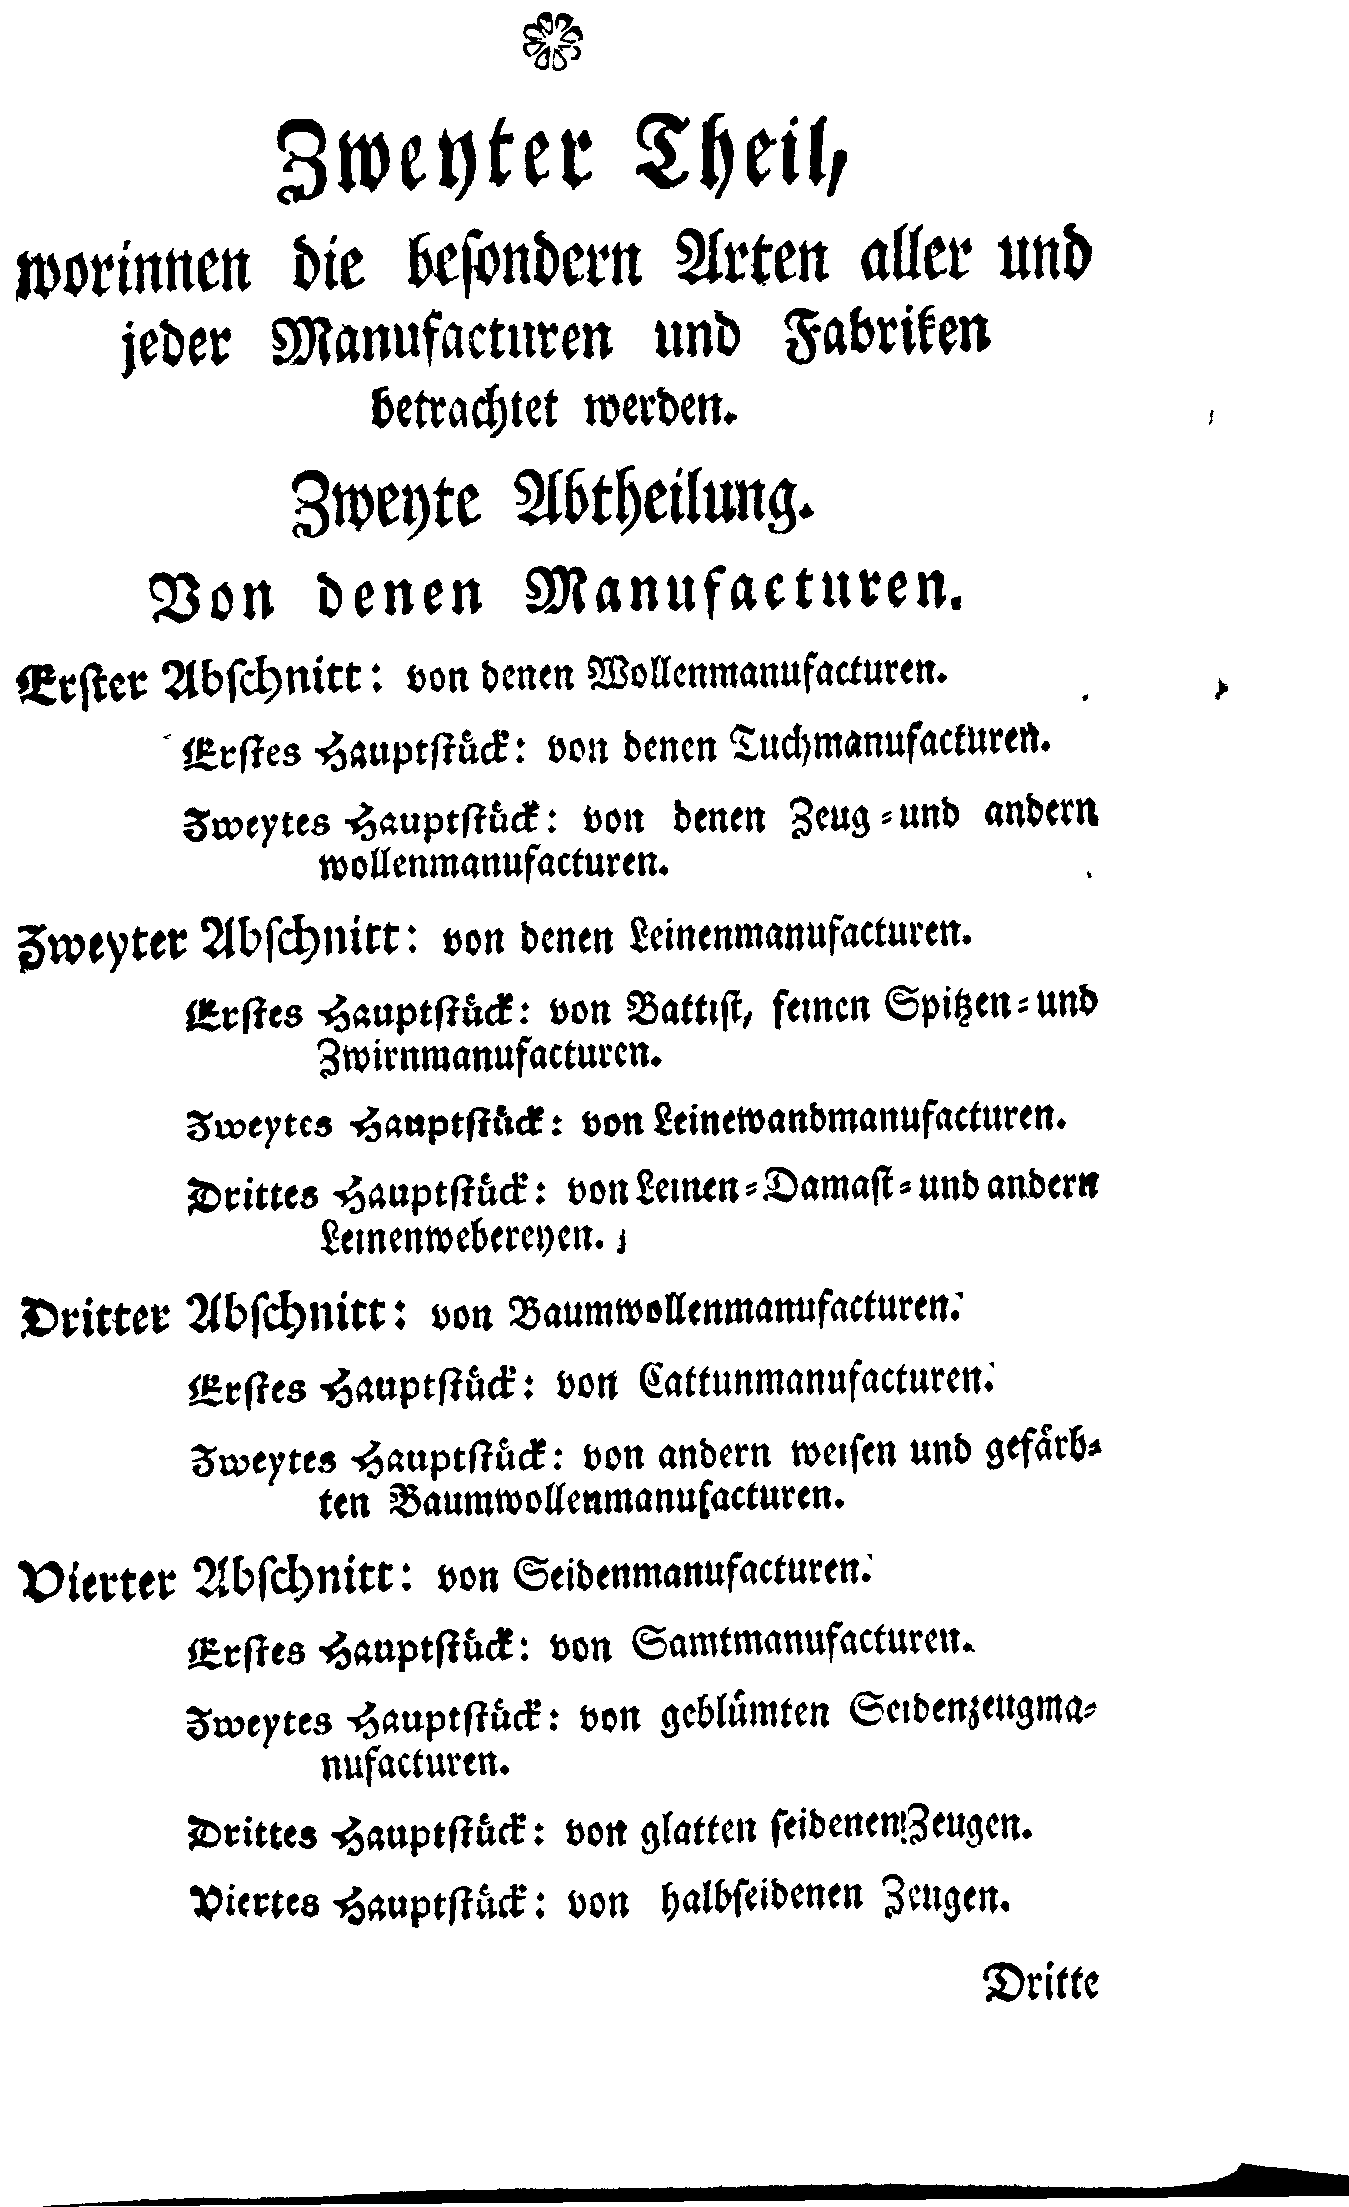 Zweyter Theil,
worinnen die besondern Arten aller und
jeder Manufacturen und Fabriken
betrachtet werden.
Zweyte Abtheilung.
Von denen Manufacturen.
Erster Abschnitt: von denen Wollenmanufacturen.
Erstes Hauptstück: von denen Tuchmanufacturen.
Zweytes Hauptstück: von denen Zeug-und andern
wollenmanufacturen.
Zweyter Abschnitt: von denen Leinenmanufacturen.
Erstes Hauptstück: von Battist, feinen Spitzen-und
Zwirnmanufacturen.
Zweytes Hauptstück: von Leinewandmanufacturen.
Drittes Hauptstück: von Leinen-Damast-und andern
Leinenwebereyen.
Dritter Abschnitt: von Baumwollenmanufacturen.
Erstes Hauptstück: von Cattunmanufacturen.
Zweytes Hauptstück: von andern weisen und gefärb-
ten Baumwollenmanufacturen.
Vierter Abschnitt: von Seidenmanufacturen.
Erstes Hauptstück: von Samtmanufacturen.
Zweytes Hauptstück: von geblümten Seidenzeugma-
nufacturen.
Drittes Hauptstück: von glatten seidenen Zeugen.
Viertes Hauptstück: von halbseidenen Zeugen.
Dritte